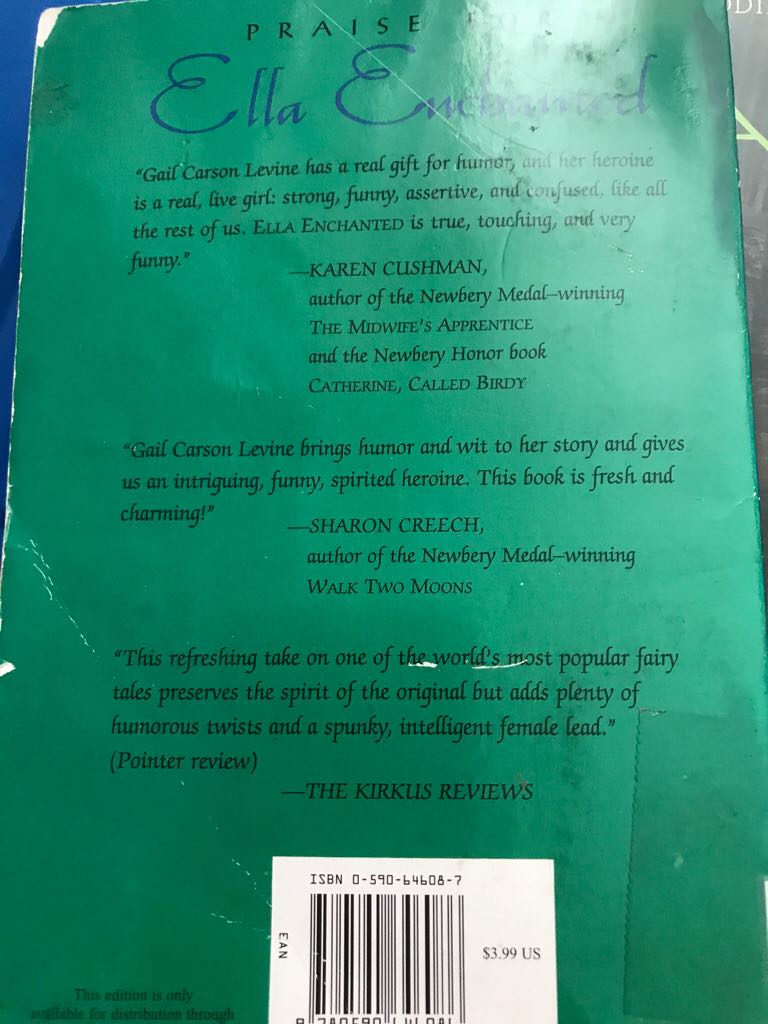 PRAISE
Ella Enchanted
“Gail Carson Levine has a real gift for humor, and her heroine
is a real, live girl: strong, funny, assertive, and confused, like all
the rest of us. ELLA ENCHANTED is true, touching, and very
funny.”
—KAREN CUSHMAN,
author of the Newbery Medal–winning
THE MIDWIFE'S APPRENTICE
and the Newbery Honor book
CATHERINE, CALLED BIRDY
“Gail Carson Levine brings humor and wit to her story and gives
us an intriguing, funny, spirited heroine. This book is fresh and
charming!”
—SHARON CREECH,
author of the Newbery Medal–winning
WALK TWO MOONS
“This refreshing take on one of the world's most popular fairy
tales preserves the spirit of the original but adds plenty of
humorous twists and a spunky, intelligent female lead.”
(Pointer review)
—THE KIRKUS REVIEWS
ISBN 0-590-64608-7
EAN
$3.99 US
This edition is only
available for distribution through